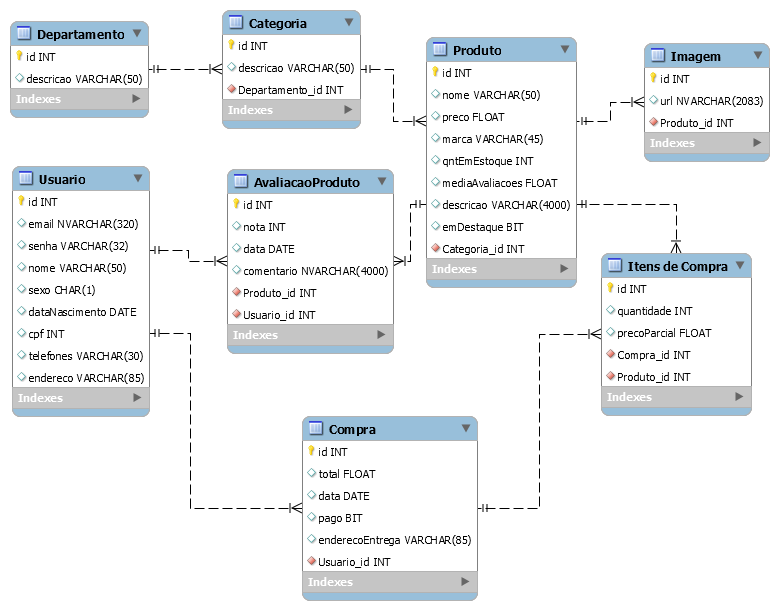 Departamento
id INT
descricao VARCHAR(50)
Indexes
Categoria
id INT
descricao VARCHAR(50)
Departamento_id INT
Indexes
Produto
id INT
nome VARCHAR(50)
preco FLOAT
marca VARCHAR(45)
qntEmEstoque INT
mediaAvaliacoes FLOAT
descricao VARCHAR(4000)
emDestaque BIT
Categoria_id INT
Indexes
Imagem
id INT
url NVARCHAR(2083)
Produto_id INT
Indexes
Usuario
id INT
email NVARCHAR(320)
senha VARCHAR(32)
nome VARCHAR(50)
sexo CHAR(1)
dataNascimento DATE
cpf INT
telefones VARCHAR(30)
endereco VARCHAR(85)
Indexes
AvaliacaoProduto
id INT
nota INT
data DATE
comentario NVARCHAR(4000)
Produto_id INT
Usuario_id INT
Indexes
Itens de Compra
id INT
quantidade INT
precoParcial FLOAT
Compra_id INT
Produto_id INT
Indexes
Compra
id INT
total FLOAT
data DATE
pago BIT
enderecoEntrega VARCHAR(85)
Usuario_id INT
Indexes